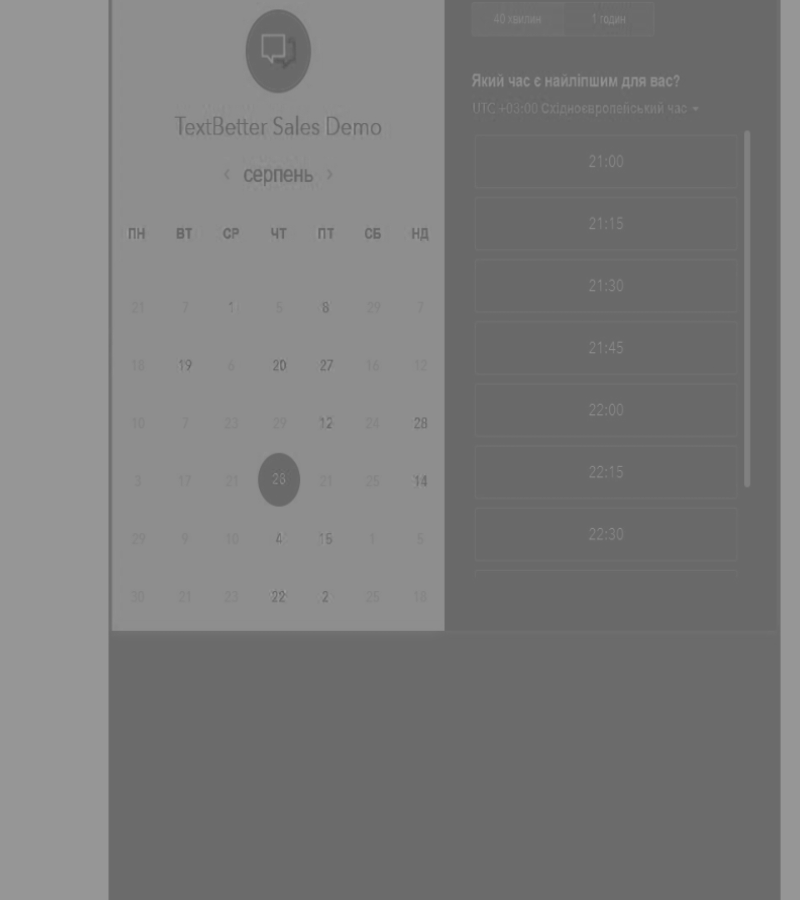 TextBetter Sales Demo
‹ серпень ›
ПН ВТ СР ЧТ ПТ СБ НД
21 7 1 5 8 29 7
18 19 6 20 27 16 12
10 7 23 29 12 24 28
3 17 21 28 21 25 14
29 9 10 4 15 1 5
30 21 23 22 2 25 18
40 хвилин 1 годин
Який час є найліпшим для вас?
UTC +03:00 Східноєвропейський час
21:00
21:15
21:30
21:45
22:00
22:15
22:30